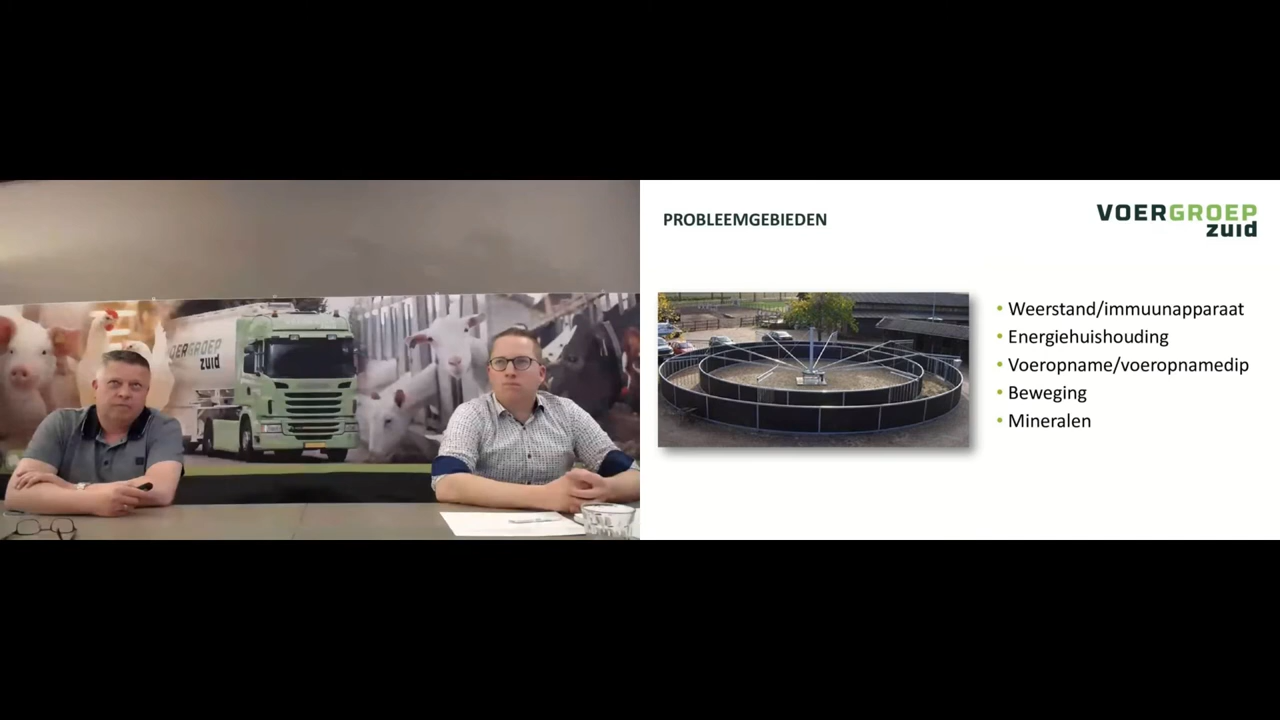 VOERGROEP
zuid
PROBLEEMGEBIEDEN
VOERGROEP
zuid
• Weerstand/immuunapparaat
• Energiehuishouding
• Voeropname/voeropnamedip
• Beweging
• Mineralen